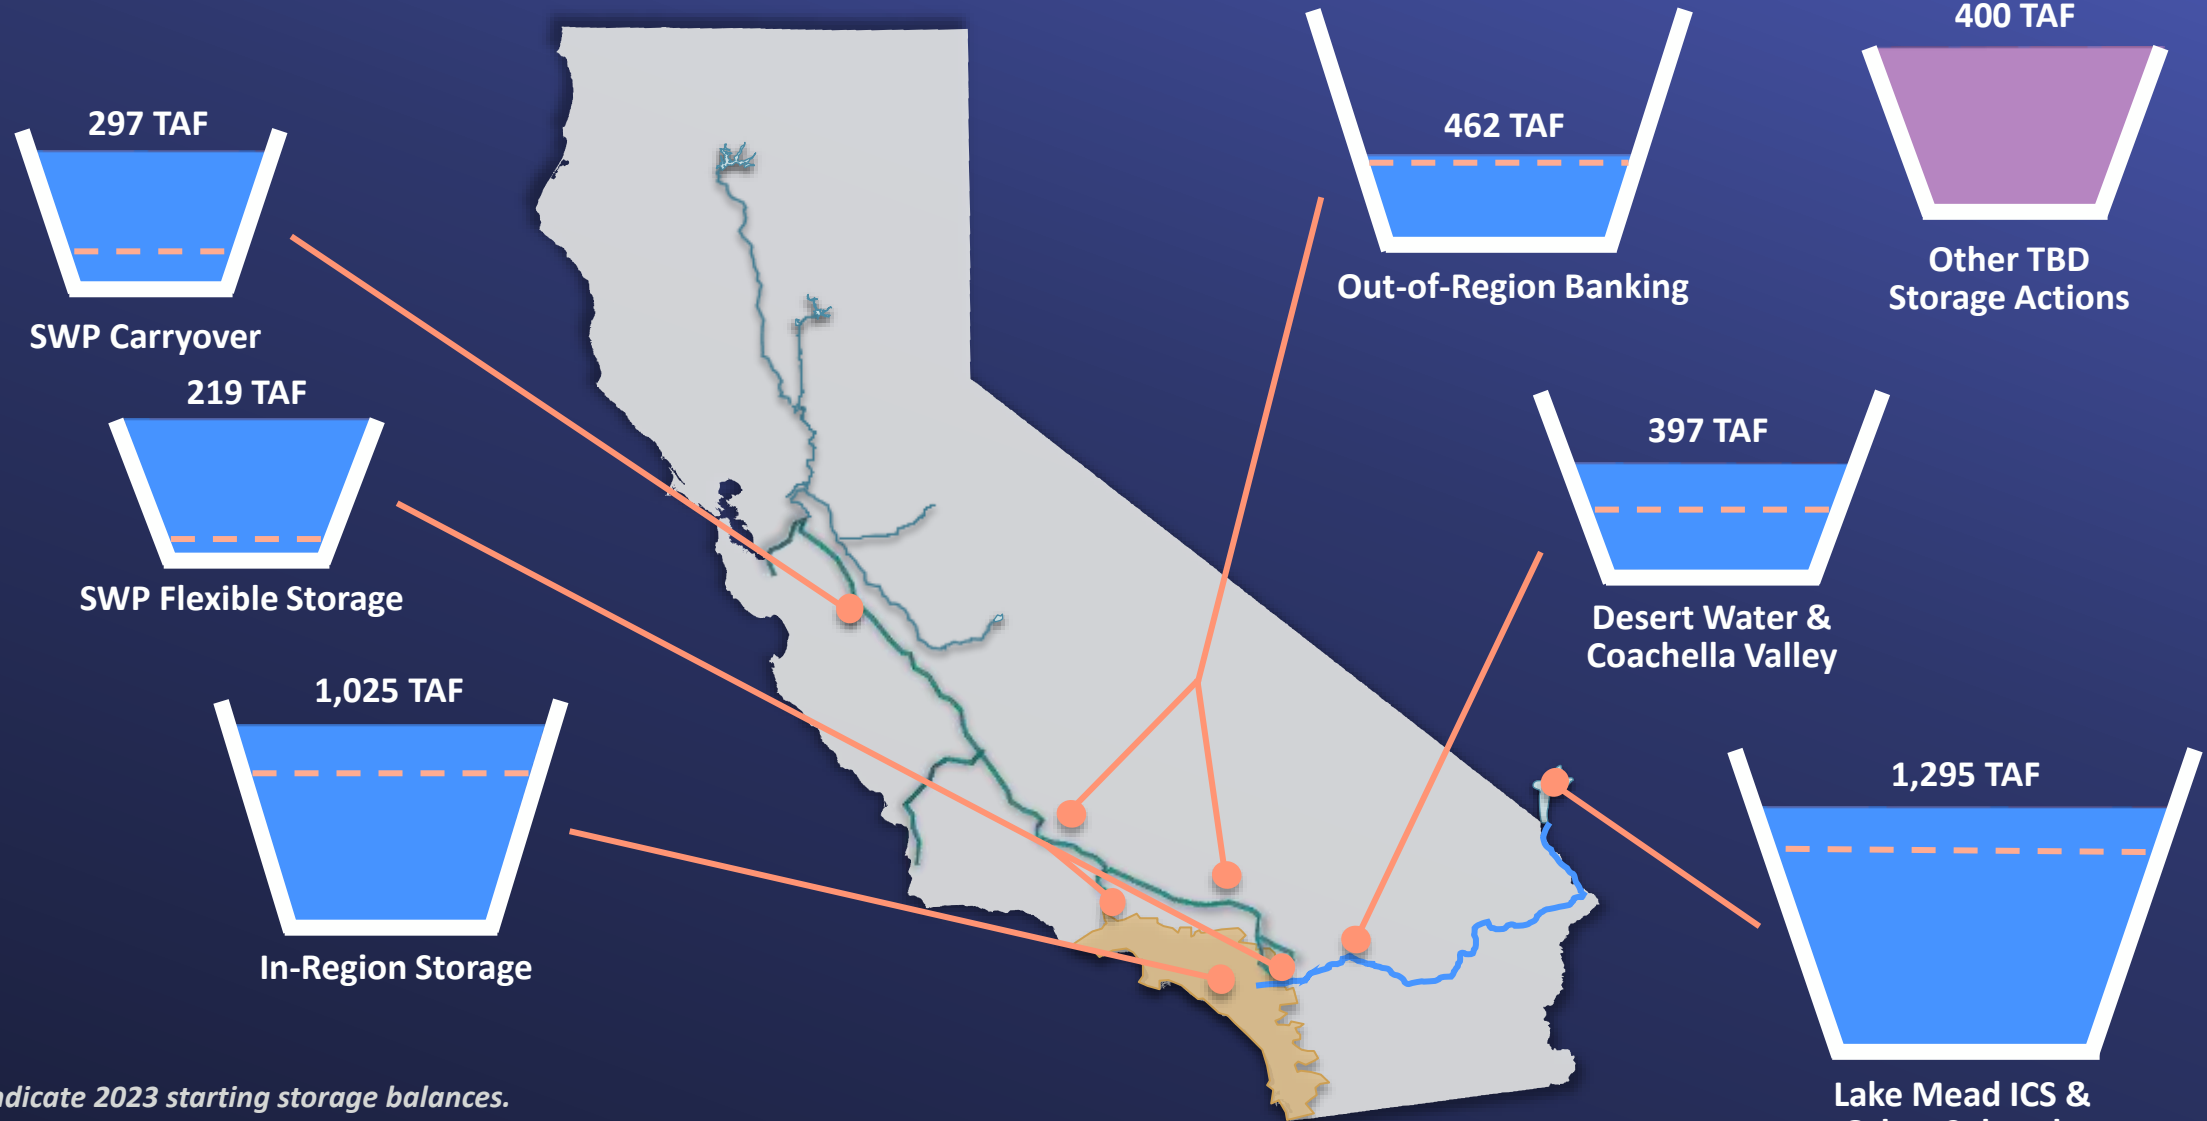 297 TAF
SWP Carryover
219 TAF
SWP Flexible Storage
1,025 TAF
In-Region Storage
462 TAF
Out-of-Region Banking
400 TAF
Other TBD
Storage Actions
397 TAF
Desert Water &
Coachella Valley
1,295 TAF
Lake Mead ICS &
2023 starting storage balances.